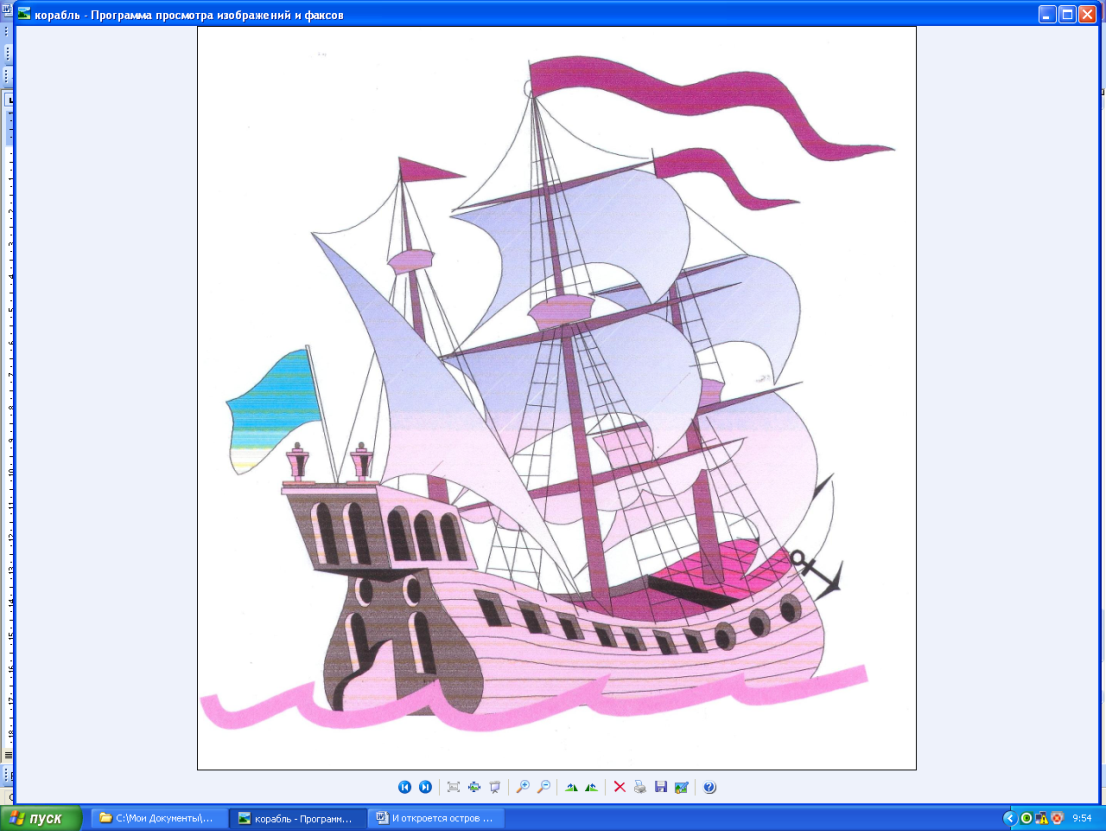 корабль - Программа просмотра изображений и факсов
пуск
C:\Мои Документы\...
корабль - Программ...
И откроется остров ...
9:54